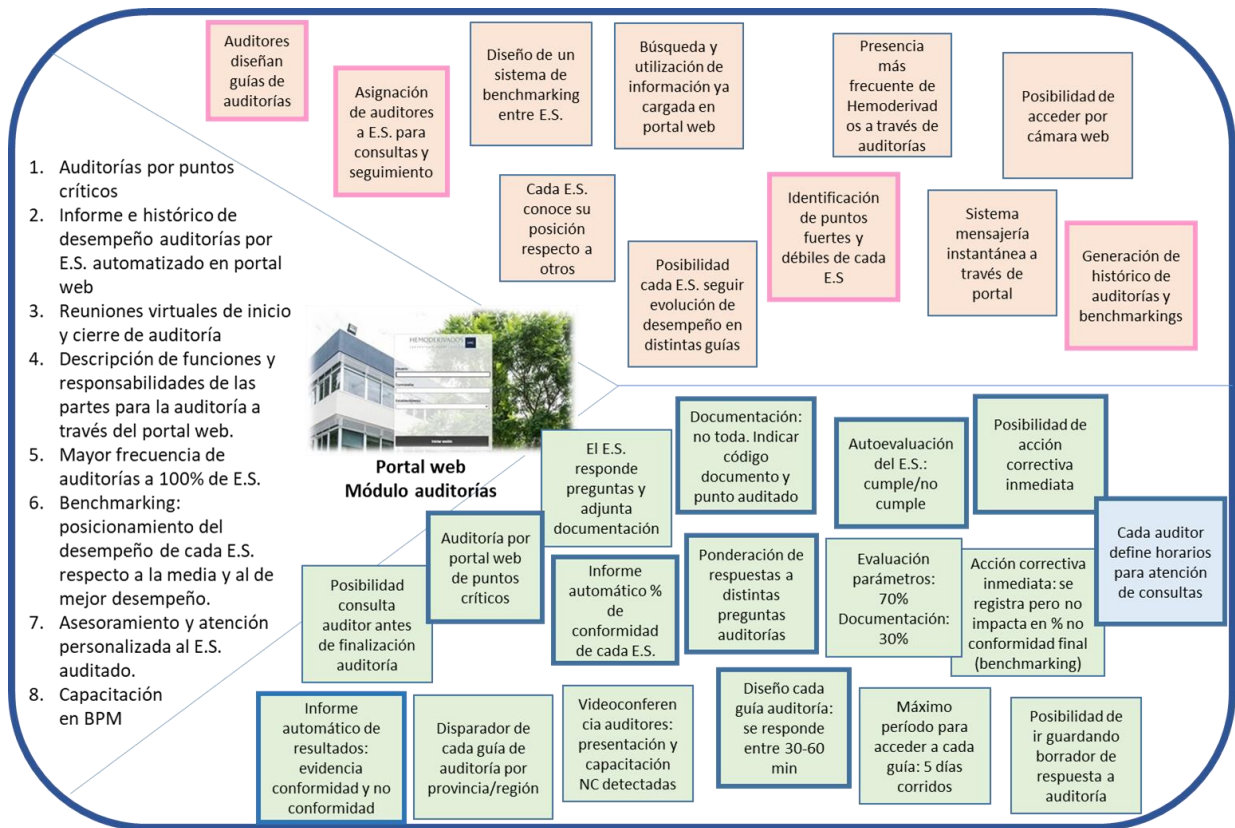 1. Auditorías por puntos
críticos
2. Informe e histórico de
desempeño auditorías por
E.S. automatizado en portal
web
3. Reuniones virtuales de inicio
y cierre de auditoría
4. Descripción de funciones y
responsabilidades de las
partes para la auditoría a
través del portal web.
5. Mayor frecuencia de
auditorías a 100% de E.S.
6. Benchmarking:
posicionamiento del
desempeño de cada E.S.
respecto a la media y al de
mejor desempeño.
7. Asesoramiento y atención
personalizada al E.S.
auditado.
8. Capacitación
en BPM
Auditores
diseñan
guías de
auditorías
Asignación
de auditores
a E.S. para
consultas y
seguimiento
Diseño de un
sistema de
benchmarking
entre E.S.
Búsqueda y
utilización de
información ya
cargada en
portal web
Presencia
más
frecuente de
Hemoderivad
os a través de
auditorías
Posibilidad de
acceder por
cámara web
Cada E.S.
conoce su
posición
respecto a
otros
Posibilidad
cada E.S. seguir
evolución de
desempeño en
distintas guías
Identificación
de puntos
fuertes y
débiles de cada
E.S
Sistema
mensajería
instantánea a
través de
portal
Generación de
histórico de
auditorías y
benchmarkings
HEMODERIVADOS
Portal web
Módulo auditorías
El E.S.
responde
preguntas y
adjunta
documentación
Documentación:
no toda. Indicar
código
documento y
punto auditado
Autoevaluación
del E.S.:
cumple/no
cumple
Posibilidad de
acción
correctiva
inmediata
Cada auditor
define horarios
para atención
de consultas
Posibilidad
consulta
auditor antes
de finalización
auditoría
Auditoría por
portal web
de puntos
críticos
Informe
automático %
de
conformidad
de cada E.S.
Ponderación de
respuestas a
distintas
preguntas
auditorías
Evaluación
parámetros:
70%
Documentación:
30%
Acción correctiva
inmediata: se
registra pero no
impacta en % no
conformidad final
(benchmarking)
Informe
automático de
resultados:
evidencia
conformidad y no
conformidad
Disparador de
cada guía de
auditoría por
provincia/región
Videoconferen
cia auditores:
presentación y
capacitación
NC detectadas
Diseño cada
guía auditoría:
se responde
entre 30-60
min
Máximo
período para
acceder a cada
guía: 5 días
corridos
Posibilidad de
ir guardando
borrador de
respuesta a
auditoría